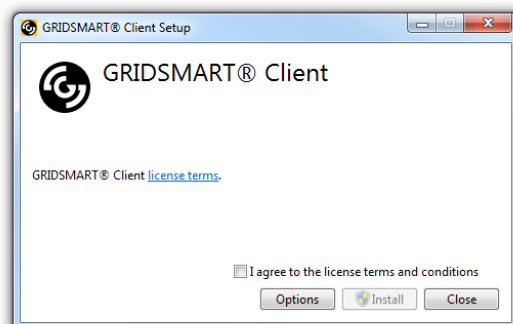 GRIDSMART® Client Setup
GRIDSMART® Client
GRIDSMART® Client license terms.
I agree to the license terms and conditions
Options Install Close